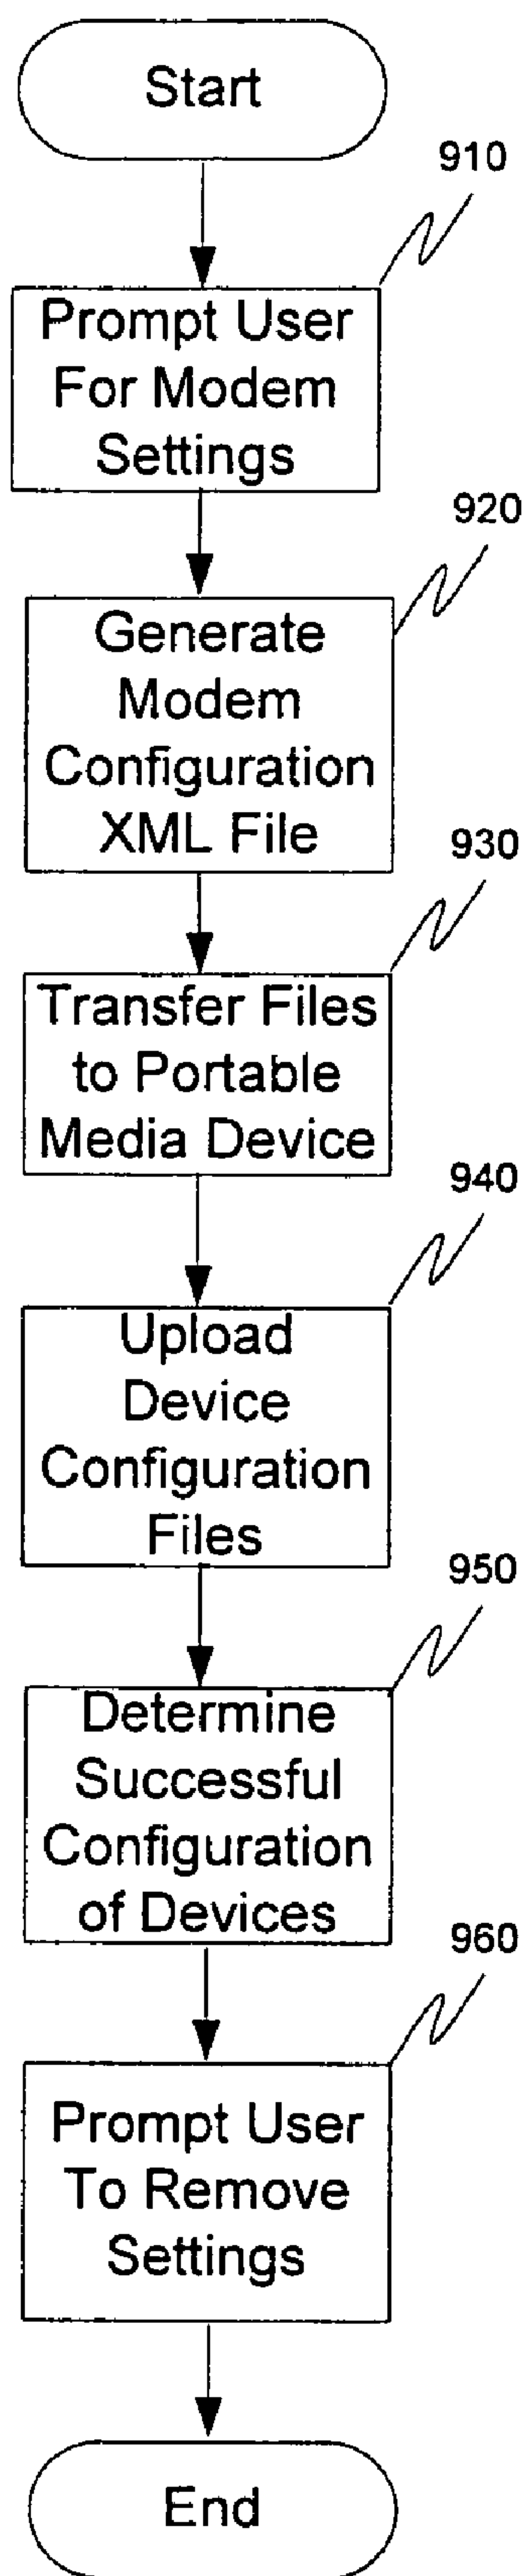 Start
910
Prompt User
For Modem
Settings
920
Generate
Modem
Configuration
XML File
930
Transfer Files
to Portable
Media Device
940
Upload
Device
Configuration
Files
950
Determine
Successful
Configuration
of Devices
960
Prompt User
To Remove
Settings
End